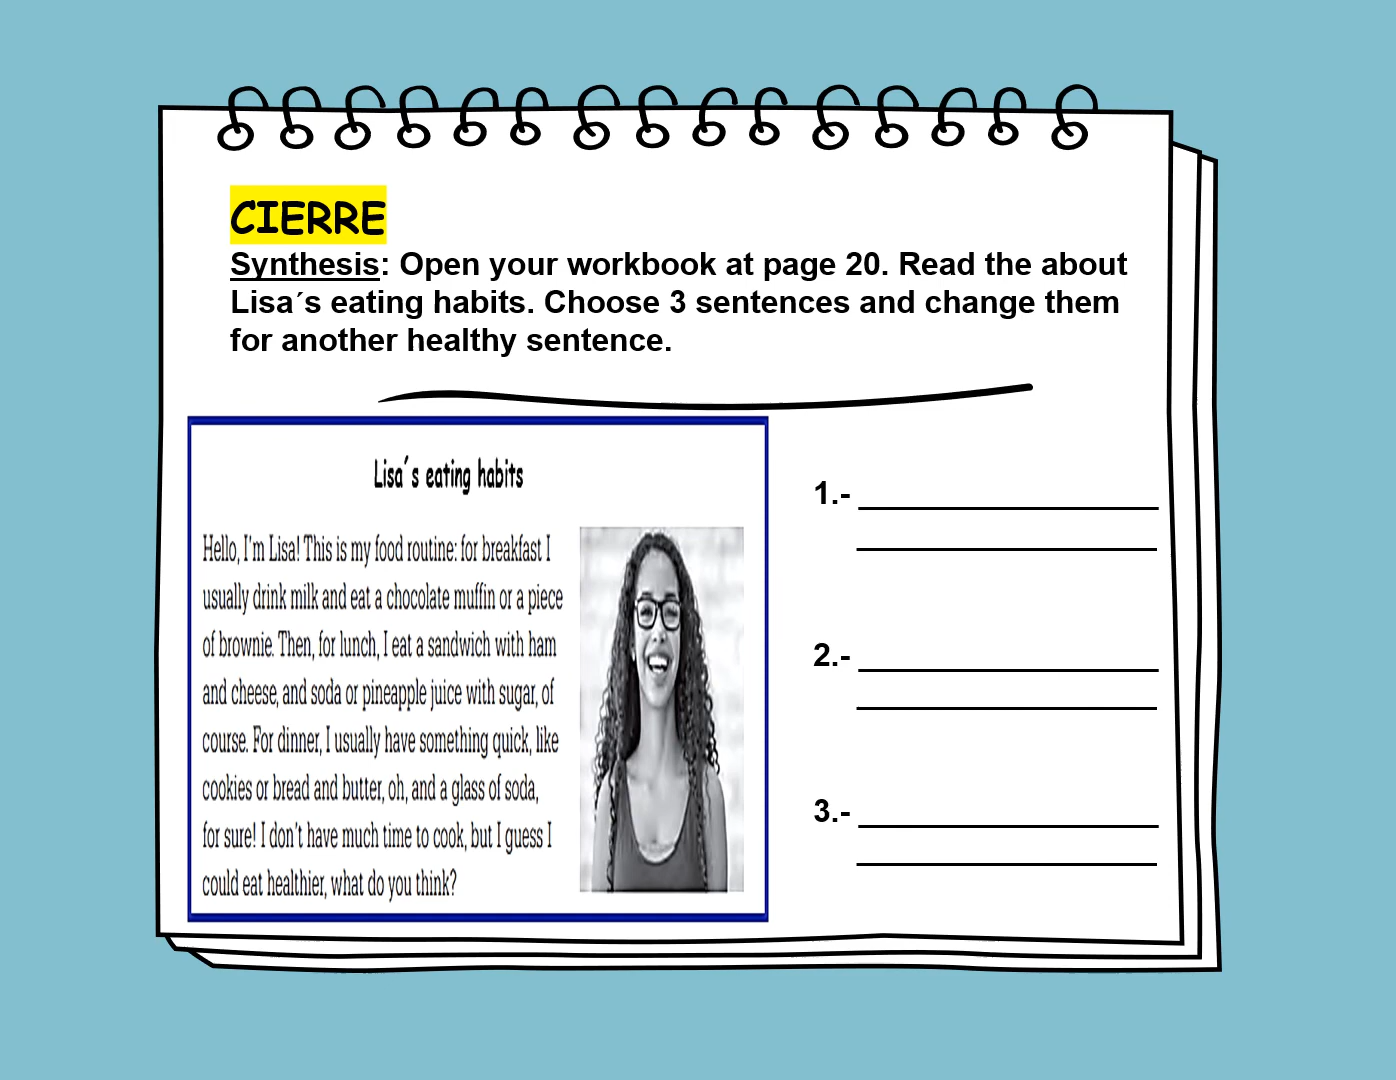 CIERRE
Synthesis: Open your workbook at page 20. Read the about
Lisa´s eating habits. Choose 3 sentences and change them
for another healthy sentence.
Lisa´s eating habits
Hello, I'm Lisa! This is my food routine: for breakfast I
usually drink milk and eat a chocolate muffin or a piece
of brownie. Then, for lunch, I eat a sandwich with ham
and cheese, and soda or pineapple juice with sugar, of
course. For dinner, I usually have something quick, like
cookies or bread and butter, oh, and a glass of soda,
for sure! I don't have much time to cook, but I guess I
could eat healthier, what do you think?
1.-
2.-
3.-